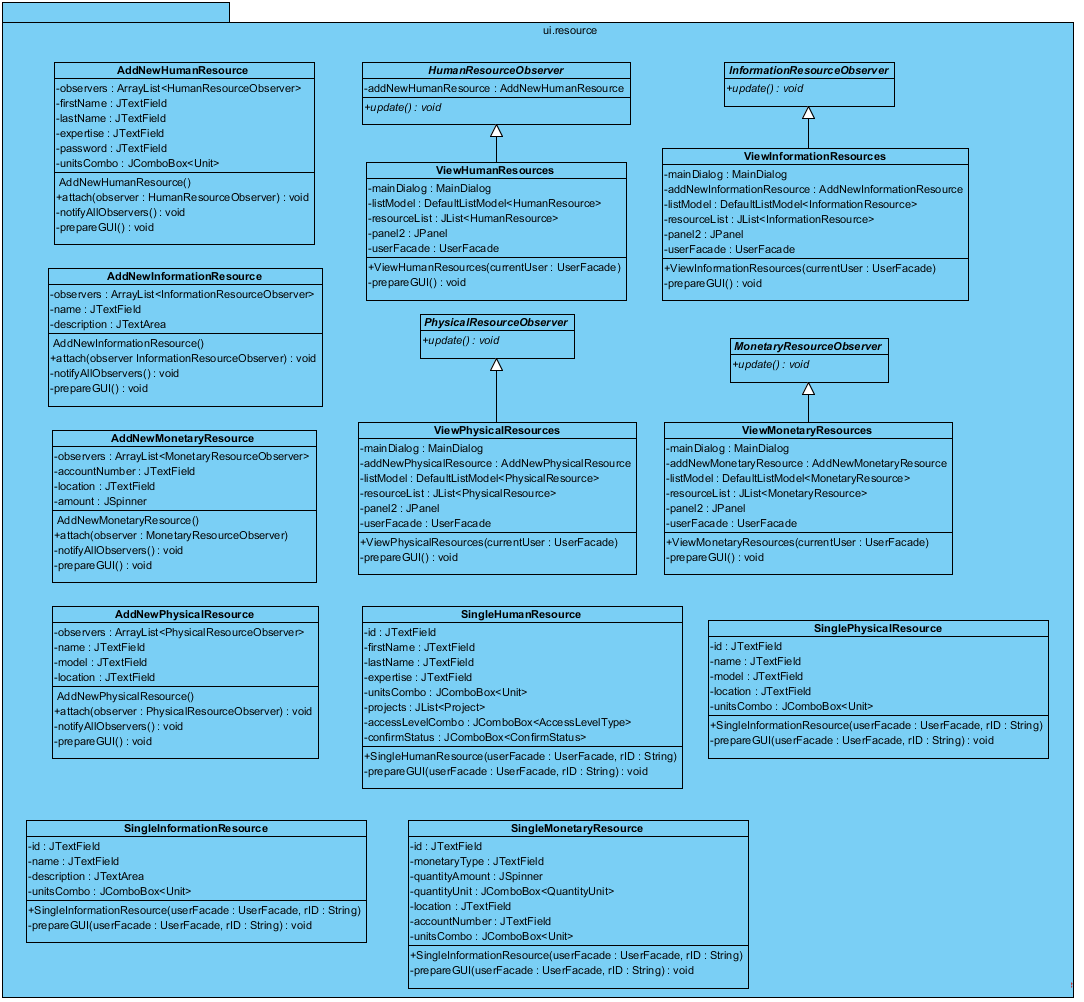 ui.resource
AddNewHumanResource
-observers : ArrayList<HumanResourceObserver>
-firstName : JTextField
-lastName : JTextField
-expertise : JTextField
-password : JTextField
-unitsCombo : JComboBox<Unit>
AddNewHumanResource()
+attach(observer : HumanResourceObserver) : void
-notifyAllObservers() : void
-prepareGUI() : void
HumanResourceObserver
-addNewHumanResource : AddNewHumanResource
+update() : void
InformationResourceObserver
+update() : void
ViewHumanResources
-mainDialog : MainDialog
-listModel : DefaultListModel<HumanResource>
-resourceList : JList<HumanResource>
-panel2 : JPanel
-userFacade : UserFacade
+ViewHumanResources(currentUser : UserFacade)
-prepareGUI() : void
ViewInformationResources
-mainDialog : MainDialog
-addNewInformationResource : AddNewInformationResource
-listModel : DefaultListModel<InformationResource>
-resourceList : JList<InformationResource>
-panel2 : JPanel
-userFacade : UserFacade
+ViewInformationResources(currentUser : UserFacade)
-prepareGUI() : void
AddNewInformationResource
-observers : ArrayList<InformationResourceObserver>
-name : JTextField
-description : JTextArea
AddNewInformationResource()
+attach(observer InformationResourceObserver) : void
-notifyAllObservers() : void
-prepareGUI() : void
PhysicalResourceObserver
+update() : void
MonetaryResourceObserver
+update() : void
AddNewMonetaryResource
-observers : ArrayList<MonetaryResourceObserver>
-accountNumber : JTextField
-location : JTextField
-amount : JSpinner
AddNewMonetaryResource()
+attach(observer : MonetaryResourceObserver)
-notifyAllObservers() : void
-prepareGUI() : void
ViewPhysicalResources
-mainDialog : MainDialog
-addNewPhysicalResource : AddNewPhysicalResource
-listModel : DefaultListModel<PhysicalResource>
-resourceList : JList<PhysicalResource>
-panel2 : JPanel
-userFacade : UserFacade
+ViewPhysicalResources(currentUser : UserFacade)
-prepareGUI() : void
ViewMonetaryResources
-mainDialog : MainDialog
-addNewMonetaryResource : AddNewMonetaryResource
-listModel : DefaultListModel<MonetaryResource>
-resourceList : JList<MonetaryResource>
-panel2 : JPanel
-userFacade : UserFacade
+ViewMonetaryResources(currentUser : UserFacade)
-prepareGUI() : void
AddNewPhysicalResource
-observers : ArrayList<PhysicalResourceObserver>
-name : JTextField
-model : JTextField
-location : JTextField
AddNewPhysicalResource()
+attach(observer : PhysicalResourceObserver) : void
-notifyAllObservers() : void
-prepareGUI() : void
SingleHumanResource
-id : JTextField
-firstName : JTextField
-lastName : JTextField
-expertise : JTextField
-unitsCombo : JComboBox<Unit>
-projects : JList<Project>
-accessLevelCombo : JComboBox<AccessLevelType>
-confirmStatus : JComboBox<ConfirmStatus>
+SingleHumanResource(userFacade : UserFacade, rID : String)
-prepareGUI(userFacade : UserFacade, rID : String) : void
SinglePhysicalResource
-id : JTextField
-name : JTextField
-model : JTextField
-location : JTextField
-unitsCombo : JComboBox<Unit>
+SingleInformationResource(userFacade : UserFacade, rID : String)
-prepareGUI(userFacade : UserFacade, rID : String) : void
SingleInformationResource
-id : JTextField
-name : JTextField
-description : JTextArea
-unitsCombo : JComboBox<Unit>
+SingleInformationResource(userFacade : UserFacade, rID : String)
-prepareGUI(userFacade : UserFacade, rID : String) : void
SingleMonetaryResource
-id : JTextField
-monetaryType : JTextField
-quantityAmount : JSpinner
-quantityUnit : JComboBox<QuantityUnit>
-location : JTextField
-accountNumber : JTextField
-unitsCombo : JComboBox<Unit>
+SingleInformationResource(userFacade : UserFacade, rID : String)
-prepareGUI(userFacade : UserFacade, rID : String) : void